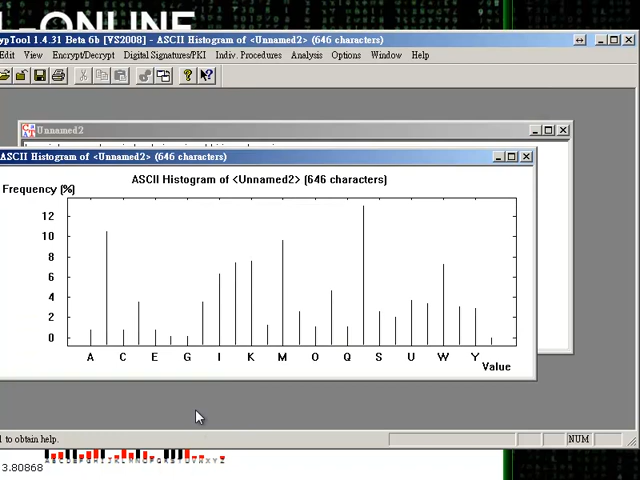 L-ONLINE
ypTool 1.4.31 Beta 6b [VS2008] - ASCII Histogram of <Unnamed2> (646 characters)
Edit View Encrypt/Decrypt Digital Signatures/PKI Indiv. Procedures Analysis Options Window Help
Unnamed2
ASCII Histogram of <Unnamed2> (646 characters)
ASCII Histogram of <Unnamed2> (646 characters)
Frequency (%)
12
10
8
6
4
2
0
A C E G I K M O Q S U W Y
Value
1 to obtain help.
NUM
3.80868